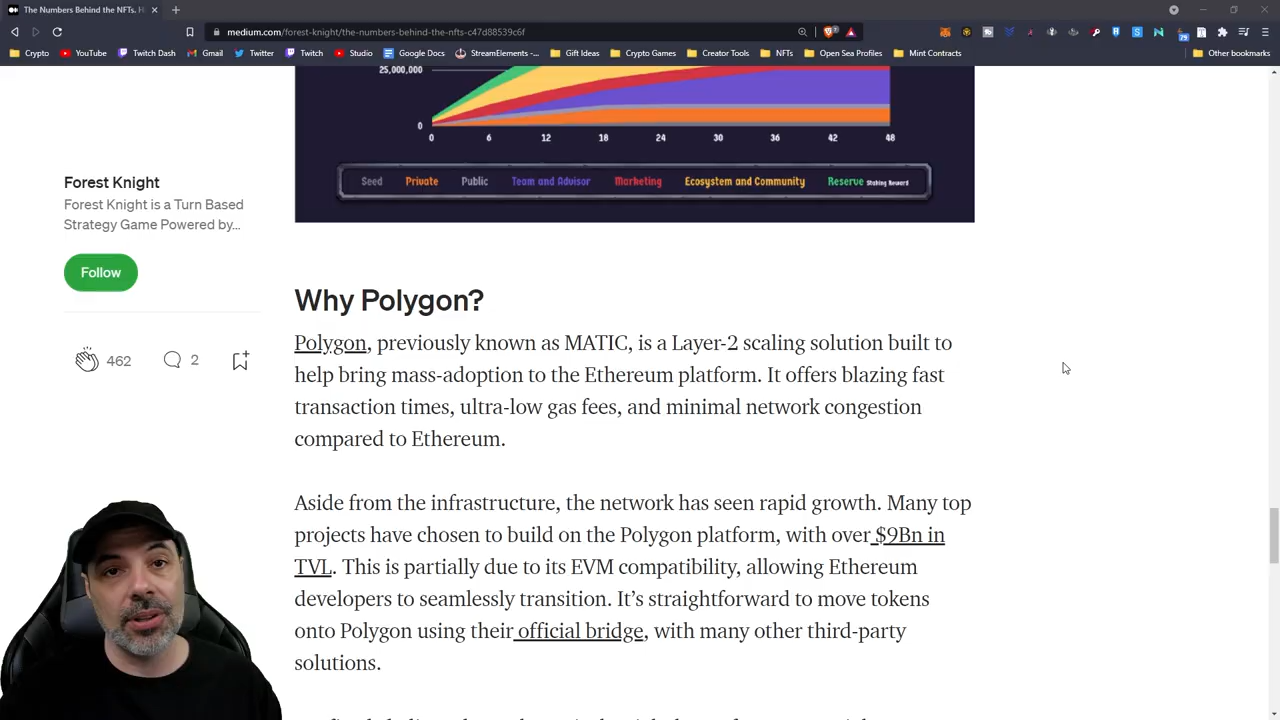 The Numbers Behind the NFTs. H
medium.com/forest-knight/the-numbers-behind-the-nfts-c47d88539c6f
Crypto YouTube Twitch Dash Gmail Twitter Twitch Studio Google Docs StreamElements -... Gift Ideas Crypto Games Creator Tools NFTs Open Sea Profiles Mint Contracts Other bookmarks
25,000,000
0
0 6 12 18 24 30 36 42 48
Seed Private Public Team and Advisor Marketing Ecosystem and Community Reserve Staking Reward
Forest Knight
Forest Knight is a Turn Based
Strategy Game Powered by...
Follow
462 2
Why Polygon?
Polygon, previously known as MATIC, is a Layer-2 scaling solution built to
help bring mass-adoption to the Ethereum platform. It offers blazing fast
transaction times, ultra-low gas fees, and minimal network congestion
compared to Ethereum.
Aside from the infrastructure, the network has seen rapid growth. Many top
projects have chosen to build on the Polygon platform, with over $9Bn in
TVL. This is partially due to its EVM compatibility, allowing Ethereum
developers to seamlessly transition. It's straightforward to move tokens
onto Polygon using their official bridge, with many other third-party
solutions.